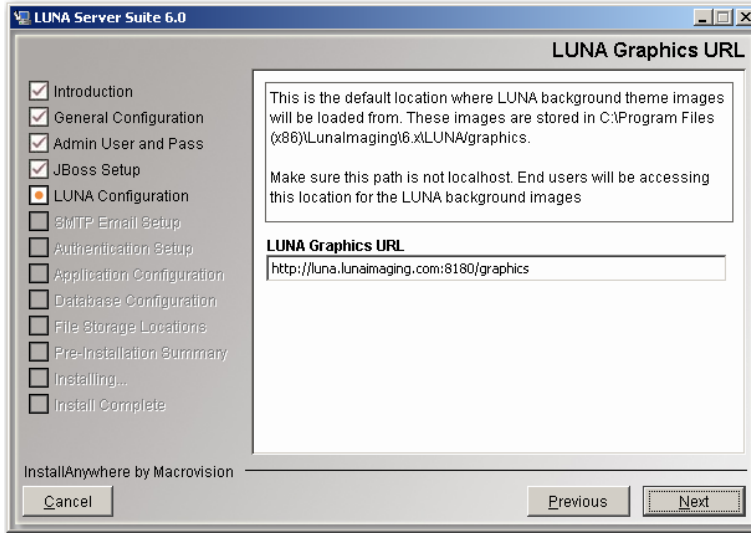 LUNA Server Suite 6.0
LUNA Graphics URL
Introduction
General Configuration
Admin User and Pass
JBoss Setup
LUNA Configuration
SMTP Email Setup
Authentication Setup
Application Configuration
Database Configuration
File Storage Locations
Pre-Installation Summary
Installing...
Install Complete
This is the default location where LUNA background theme images
will be loaded from. These images are stored in C:\Program Files
(x86)\LunaImaging\6.x\LUNA/graphics.
Make sure this path is not localhost. End users will be accessing
this location for the LUNA background images
LUNA Graphics URL
http://luna.lunaimaging.com:8180/graphics
InstallAnywhere by Macrovision
Cancel
Previous
Next